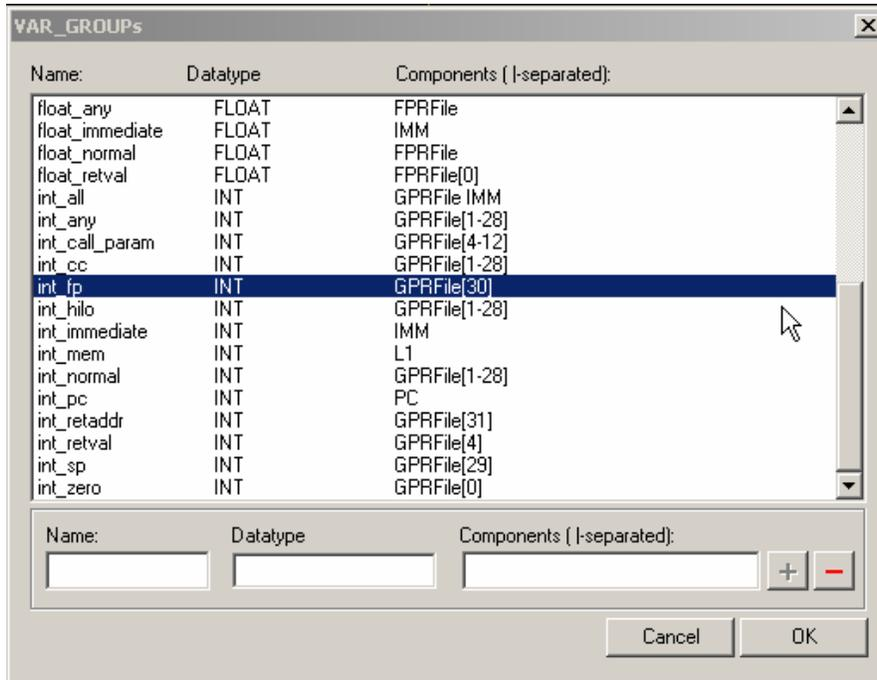 VAR_GROUPs
Name: Datatype Components ( |-separated):
float_any FLOAT FPRFile
float_immediate FLOAT IMM
float_normal FLOAT FPRFile
float_retval FLOAT FPRFile[0]
int_all INT GPRFile IMM
int_any INT GPRFile[1-28]
int_call_param INT GPRFile[4-12]
int_cc INT GPRFile[1-28]
int_fp INT GPRFile[30]
int_hilo INT GPRFile[1-28]
int_immediate INT IMM
int_mem INT L1
int_normal INT GPRFile[1-28]
int_pc INT PC
int_retaddr INT GPRFile[31]
int_retval INT GPRFile[4]
int_sp INT GPRFile[29]
int_zero INT GPRFile[0]
Name: Datatype Components ( |-separated):
Cancel OK